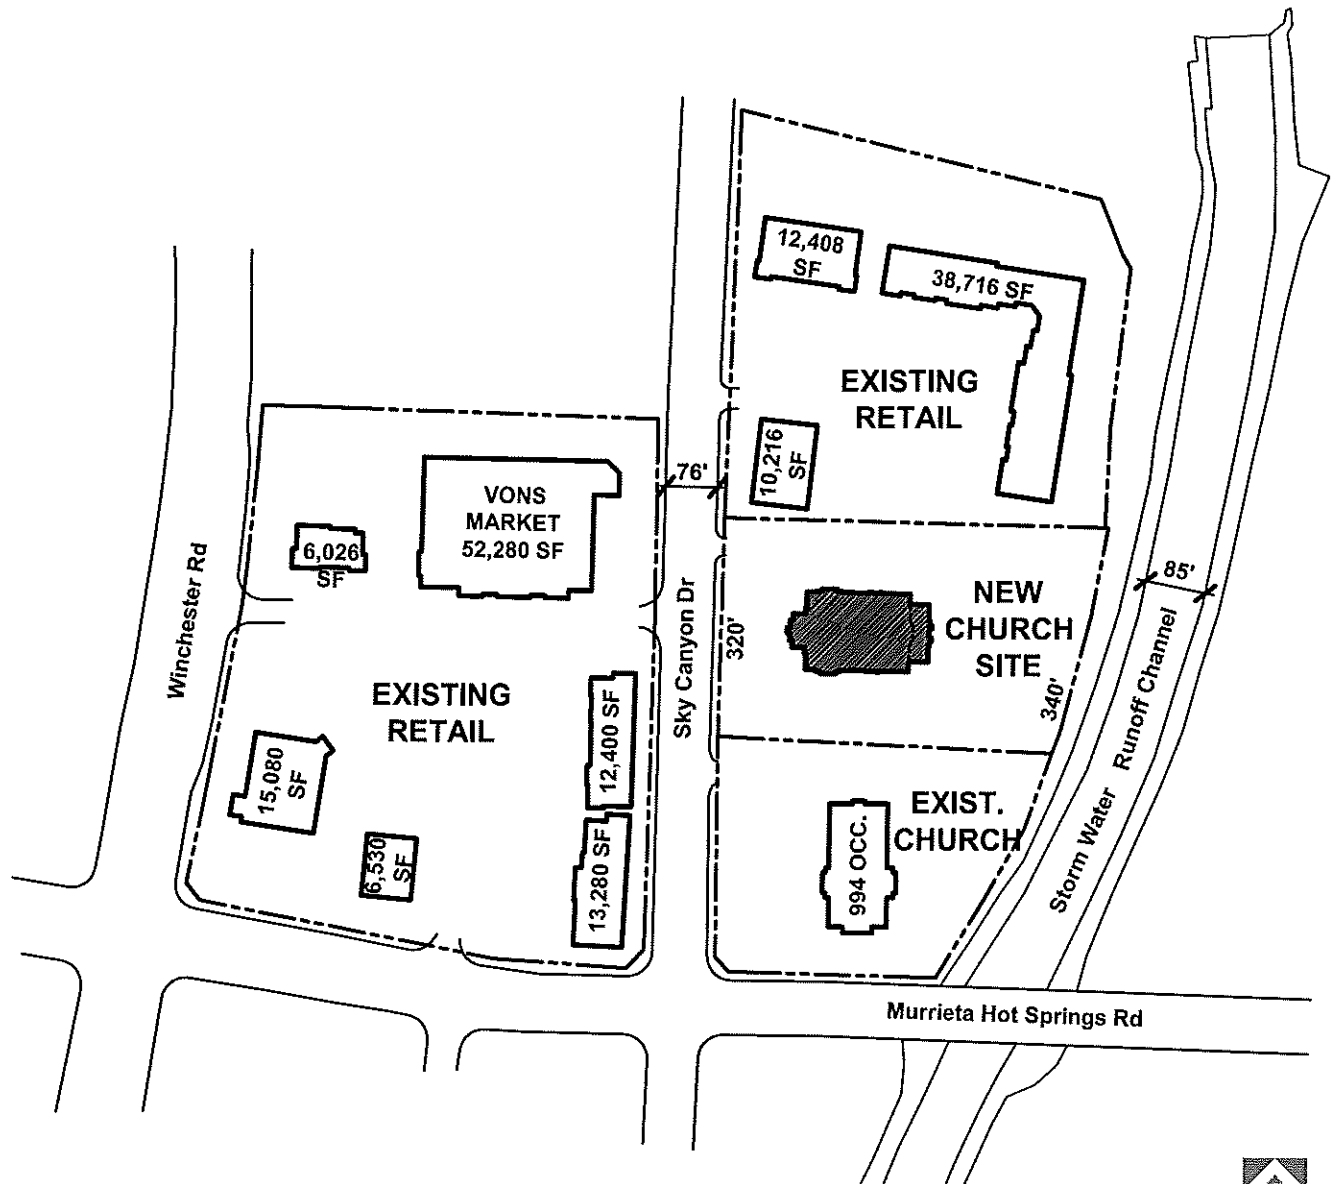 12,408
SF
38,716 SF
EXISTING
RETAIL
10,216
SF
76'
VONS
MARKET
52,280 SF
6,026
SF
Winchester Rd
EXISTING
RETAIL
15,080
SF
6,530
SF
12,400 SF
13,280 SF
Sky Canyon Dr
320'
NEW
CHURCH
SITE
340'
85'
Storm Water Runoff Channel
EXIST.
CHURCH
994 OCC.
Murrieta Hot Springs Rd